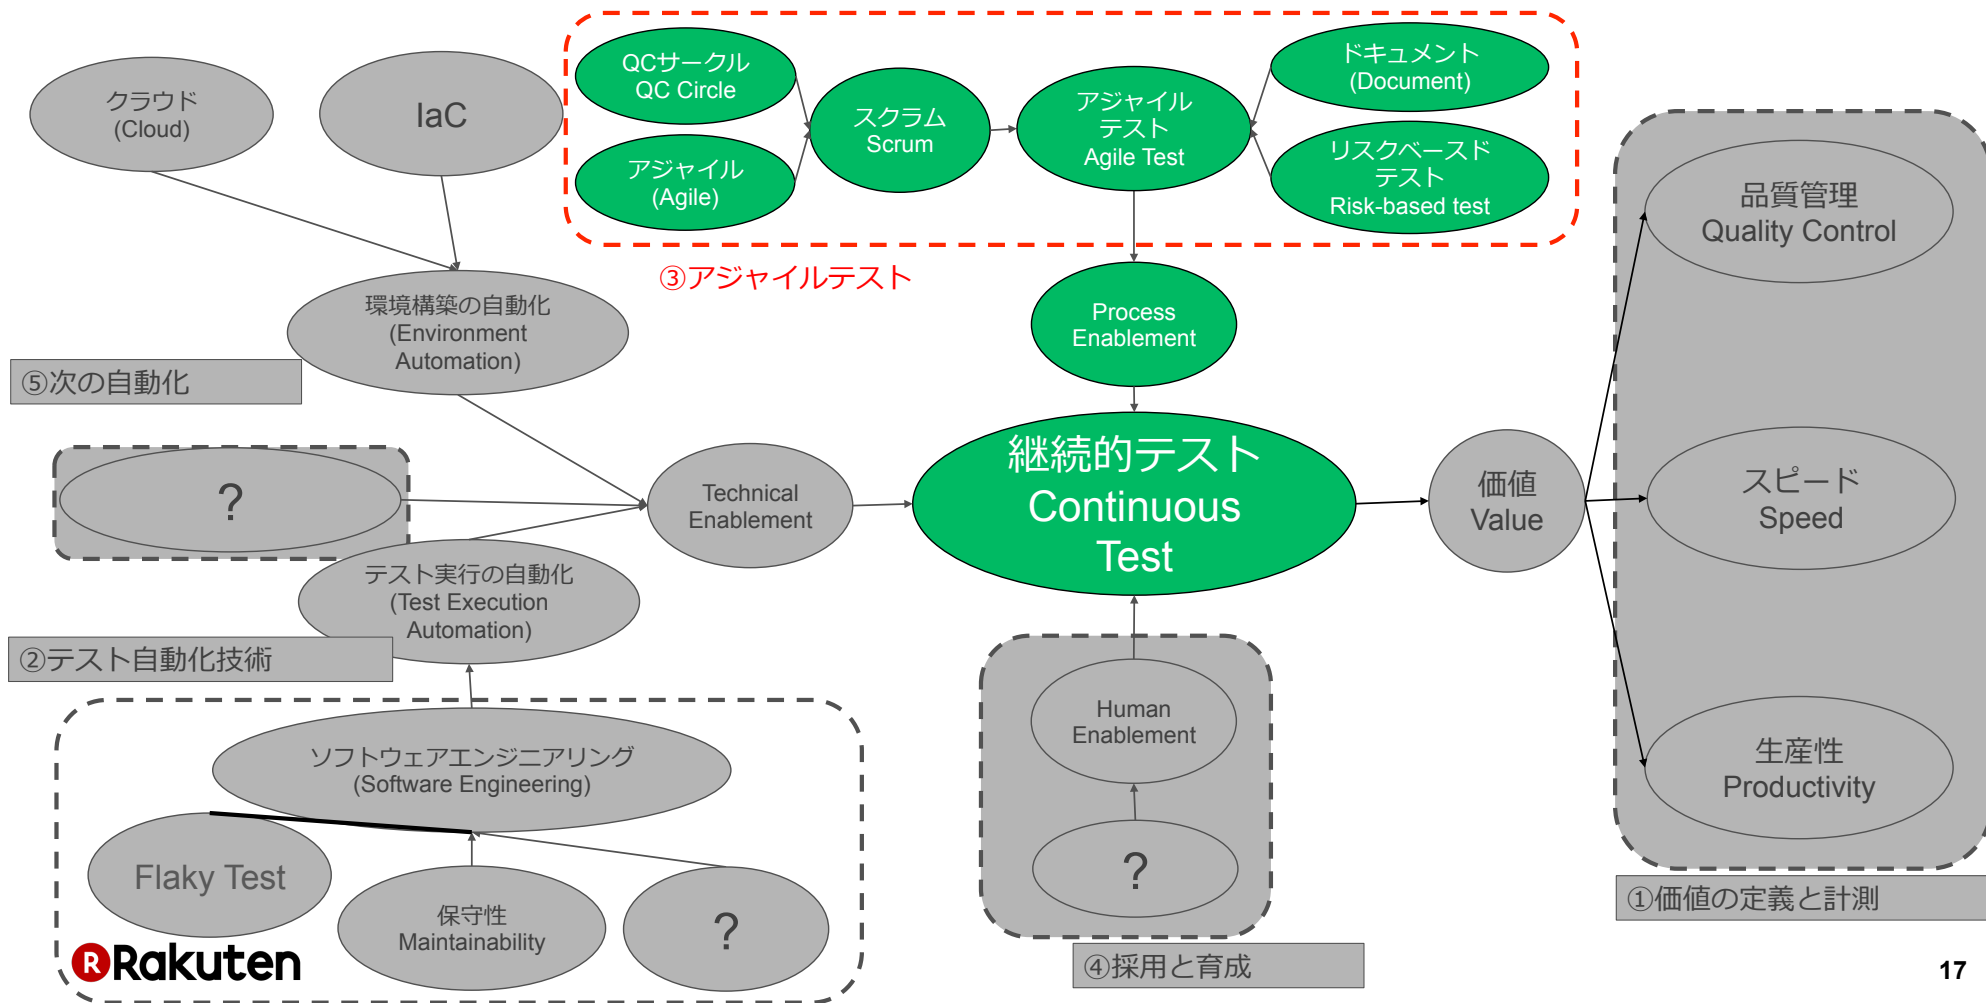 QCサークル
QC Circle
アジャイル
(Agile)
スクラム
Scrum
アジャイル
テスト
Agile Test
ドキュメント
(Document)
リスクベースド
テスト
Risk-based test
③アジャイルテスト
クラウド
(Cloud)
IaC
環境構築の自動化
(Environment
Automation)
⑤次の自動化
?
Technical
Enablement
テスト実行の自動化
(Test Execution
Automation)
②テスト自動化技術
ソフトウェアエンジニアリング
(Software Engineering)
Flaky Test
保守性
Maintainability
?
Process
Enablement
継続的テスト
Continuous
Test
Human
Enablement
?
④採用と育成
価値
Value
品質管理
Quality Control
スピード
Speed
生産性
Productivity
①価値の定義と計測
R Rakuten
17